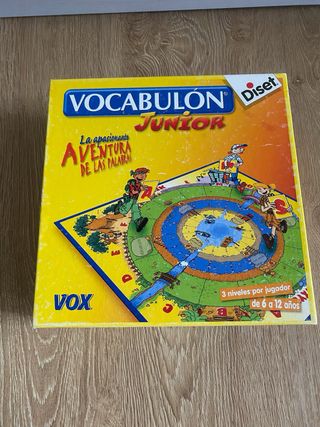 VOCABULÓN®
JUNIOR
Diset
La apasionante
AVENTURA
DE LAS PALABRAS
VOX
3 niveles por jugador
de 6 a 12 años